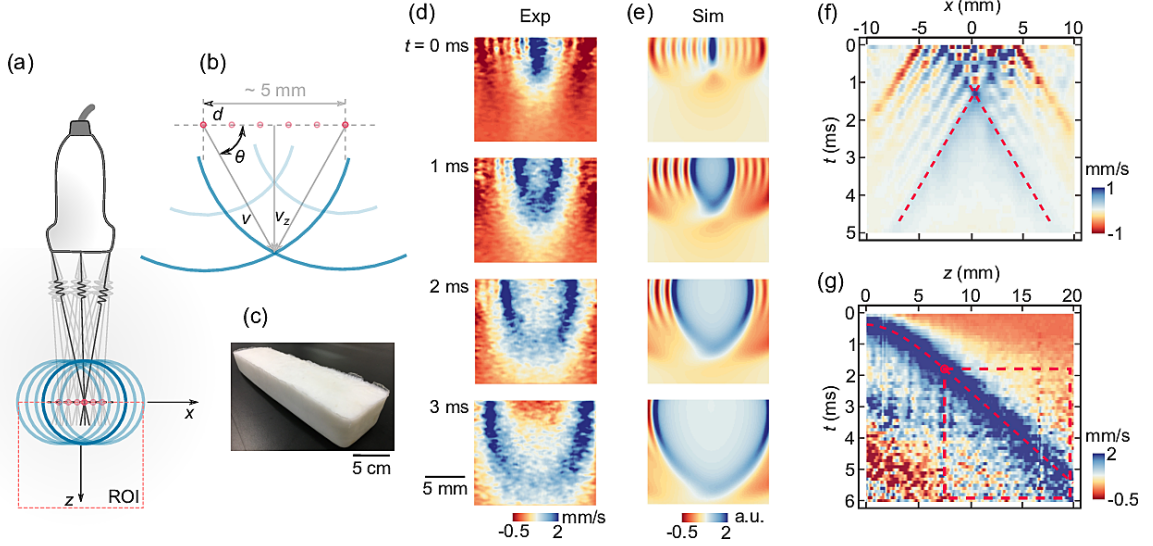 (a)
x
z
ROI
(b)
~ 5 mm
d
θ
v
v_z
(c)
5 cm
(d)
Exp
t = 0 ms
1 ms
2 ms
3 ms
5 mm
mm/s
-0.5 2
(e)
Sim
a.u.
-0.5 2
(f)
x (mm)
-10 -5 0 5 10
0
1
2
3
4
5
t (ms)
mm/s
1
-1
(g)
z (mm)
0 5 10 15 20
0
1
2
3
4
5
6
t (ms)
mm/s
2
-0.5